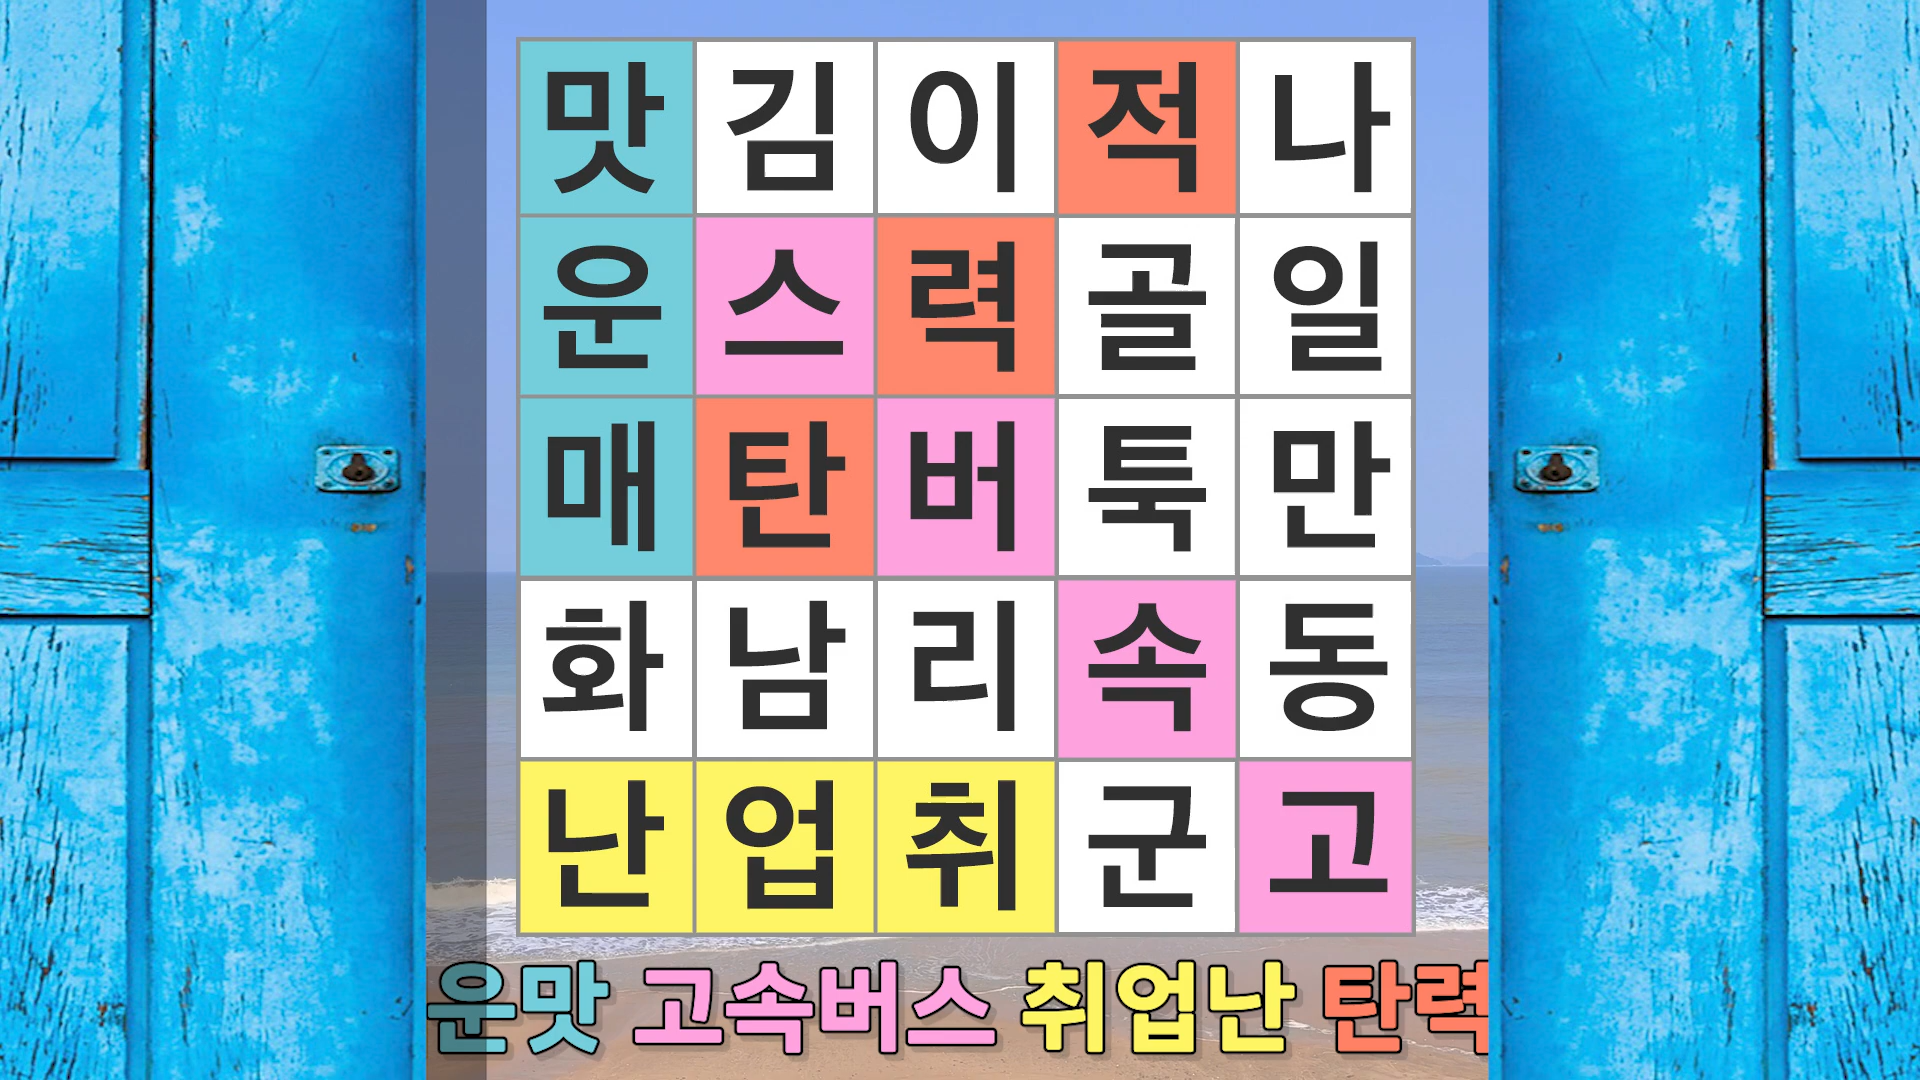 맛 김 이 적 나
운 스 력 골 일
매 탄 버 툭 만
화 남 리 속 동
난 업 취 군 고
운맛 고속버스 취업난 탄력